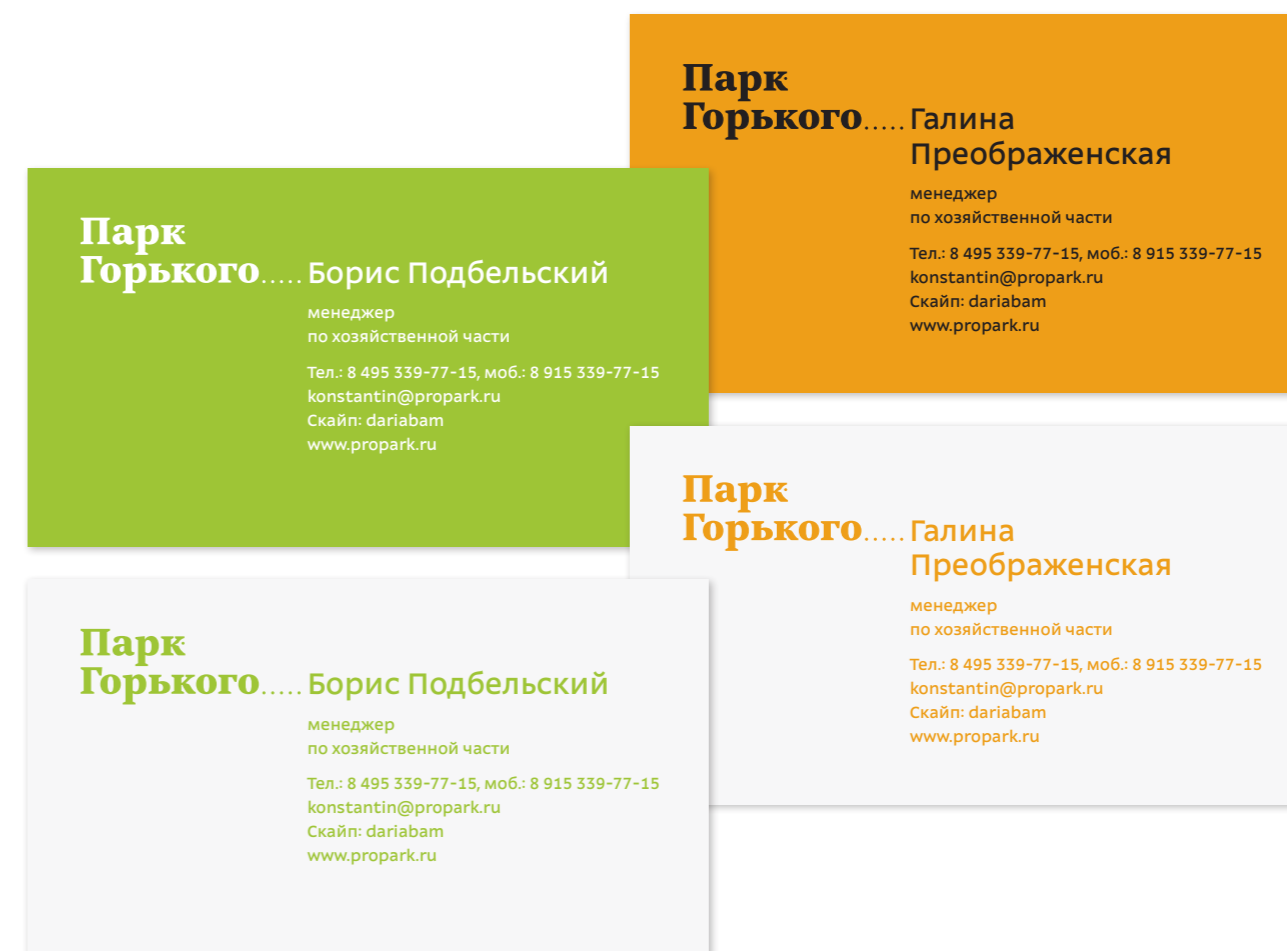 Парк
Горького.....Галина
Преображенская
менеджер
по хозяйственной части
Тел.: 8 495 339-77-15, моб.: 8 915 339-77-15
konstantin@propark.ru
Скайп: dariabam
www.propark.ru
Парк
Горького.....Борис Подбельский
менеджер
по хозяйственной части
Тел.: 8 495 339-77-15, моб.: 8 915 339-77-15
konstantin@propark.ru
Скайп: dariabam
www.propark.ru
Парк
Горького.....Галина
Преображенская
менеджер
по хозяйственной части
Тел.: 8 495 339-77-15, моб.: 8 915 339-77-15
konstantin@propark.ru
Скайп: dariabam
www.propark.ru
Парк
Горького.....Борис Подбельский
менеджер
по хозяйственной части
Тел.: 8 495 339-77-15, моб.: 8 915 339-77-15
konstantin@propark.ru
Скайп: dariabam
www.propark.ru